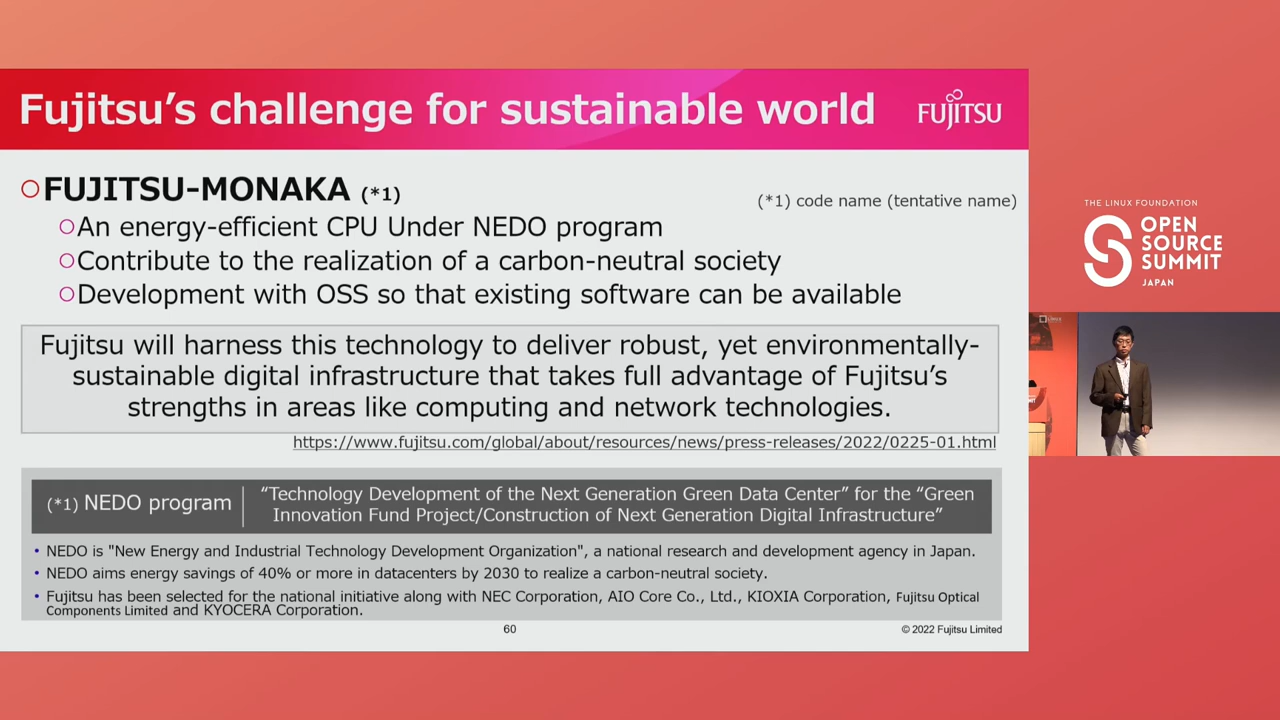 Fujitsu's challenge for sustainable world
FUJITSU
FUJITSU-MONAKA (*1)
(*1) code name (tentative name)
An energy-efficient CPU Under NEDO program
Contribute to the realization of a carbon-neutral society
Development with OSS so that existing software can be available
Fujitsu will harness this technology to deliver robust, yet environmentally-
sustainable digital infrastructure that takes full advantage of Fujitsu's
strengths in areas like computing and network technologies.
https://www.fujitsu.com/global/about/resources/news/press-releases/2022/0225-01.html
(*1) NEDO program
“Technology Development of the Next Generation Green Data Center” for the “Green
Innovation Fund Project/Construction of Next Generation Digital Infrastructure”
• NEDO is "New Energy and Industrial Technology Development Organization", a national research and development agency in Japan.
• NEDO aims energy savings of 40% or more in datacenters by 2030 to realize a carbon-neutral society.
• Fujitsu has been selected for the national initiative along with NEC Corporation, AIO Core Co., Ltd., KIOXIA Corporation, Fujitsu Optical
Components Limited and KYOCERA Corporation.
60
© 2022 Fujitsu Limited
THE LINUX FOUNDATION
OPEN
SOURCE
SUMMIT
JAPAN